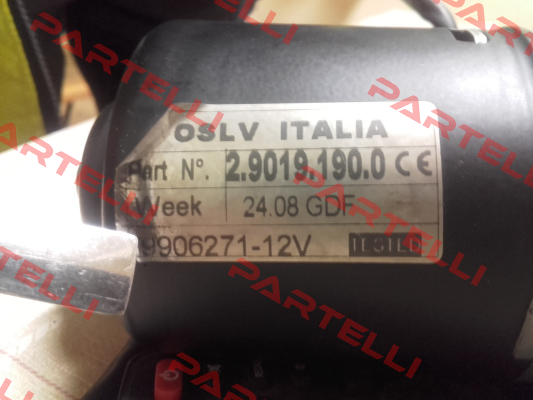 OSLV ITALIA
Part N°. 2.9019.190.0 CE
Week 24.08 GDF
9906271-12V TESTED
PARTELLI
PARTELLI
PARTELLI
PARTELLI
PARTELLI
PARTELLI